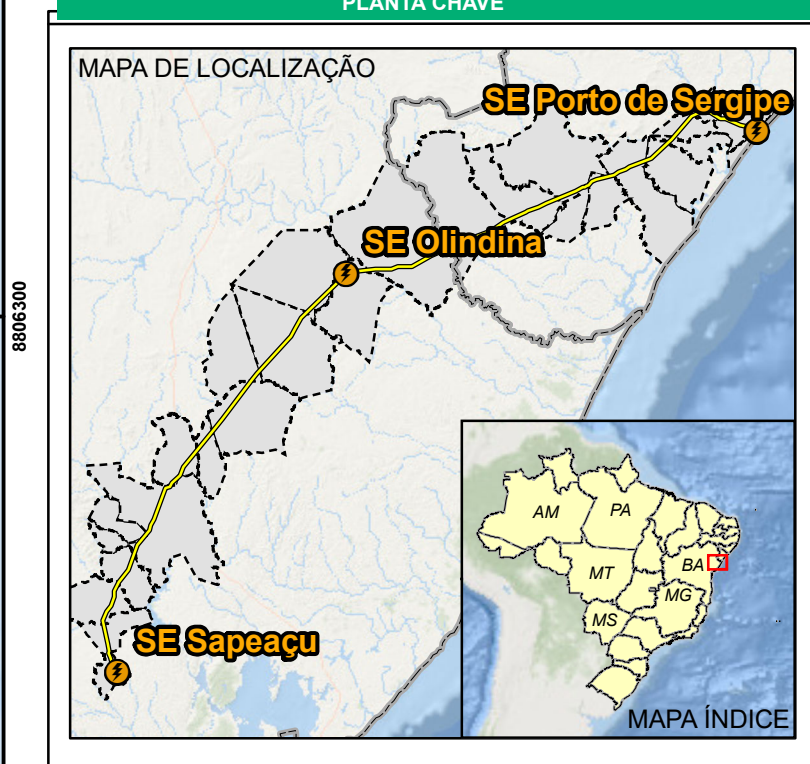 PLANTA CHAVE
MAPA DE LOCALIZAÇÃO
SE Porto de Sergipe
SE Olindina
8806300
SE Sapeaçu
AM
PA
BA
MT
MG
MS
MAPA ÍNDICE